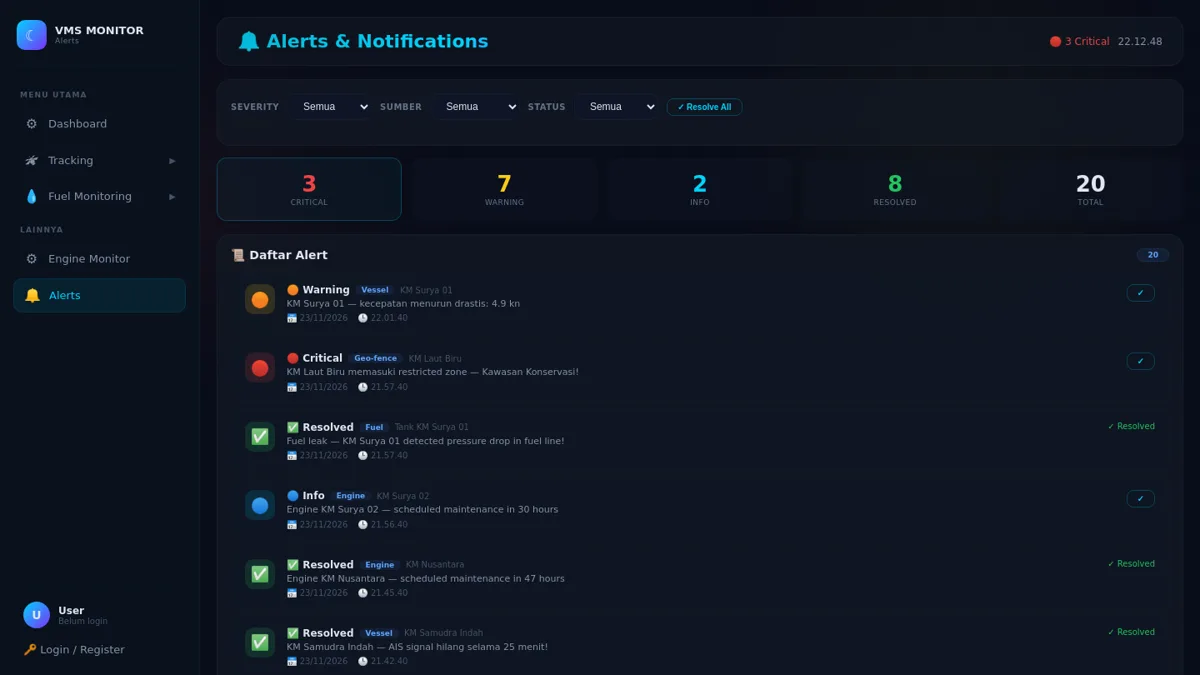 VMS MONITOR
Alerts
MENU UTAMA
Dashboard
Tracking
Fuel Monitoring
LAINNYA
Engine Monitor
Alerts
U User
Belum login
Login / Register
Alerts & Notifications
3 Critical 22.12.48
SEVERITY Semua SUMBER Semua STATUS Semua ✓ Resolve All
3
CRITICAL
7
WARNING
2
INFO
8
RESOLVED
20
TOTAL
Daftar Alert 20
Warning Vessel KM Surya 01
KM Surya 01 — kecepatan menurun drastis: 4.9 kn
23/11/2026 22.01.40
✓
Critical Geo-fence KM Laut Biru
KM Laut Biru memasuki restricted zone — Kawasan Konservasi!
23/11/2026 21.57.40
✓
Resolved Fuel Tank KM Surya 01
✓ Resolved
Fuel leak — KM Surya 01 detected pressure drop in fuel line!
23/11/2026 21.57.40
Info Engine KM Surya 02
Engine KM Surya 02 — scheduled maintenance in 30 hours
23/11/2026 21.56.40
✓
Resolved Engine KM Nusantara
✓ Resolved
Engine KM Nusantara — scheduled maintenance in 47 hours
23/11/2026 21.45.40
Resolved Vessel KM Samudra Indah
✓ Resolved
KM Samudra Indah — AIS signal hilang selama 25 menit!
23/11/2026 21.42.40